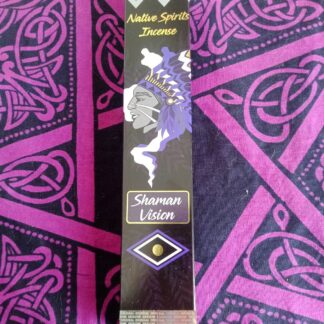 Native Spirits
Incense
Shaman
Vision